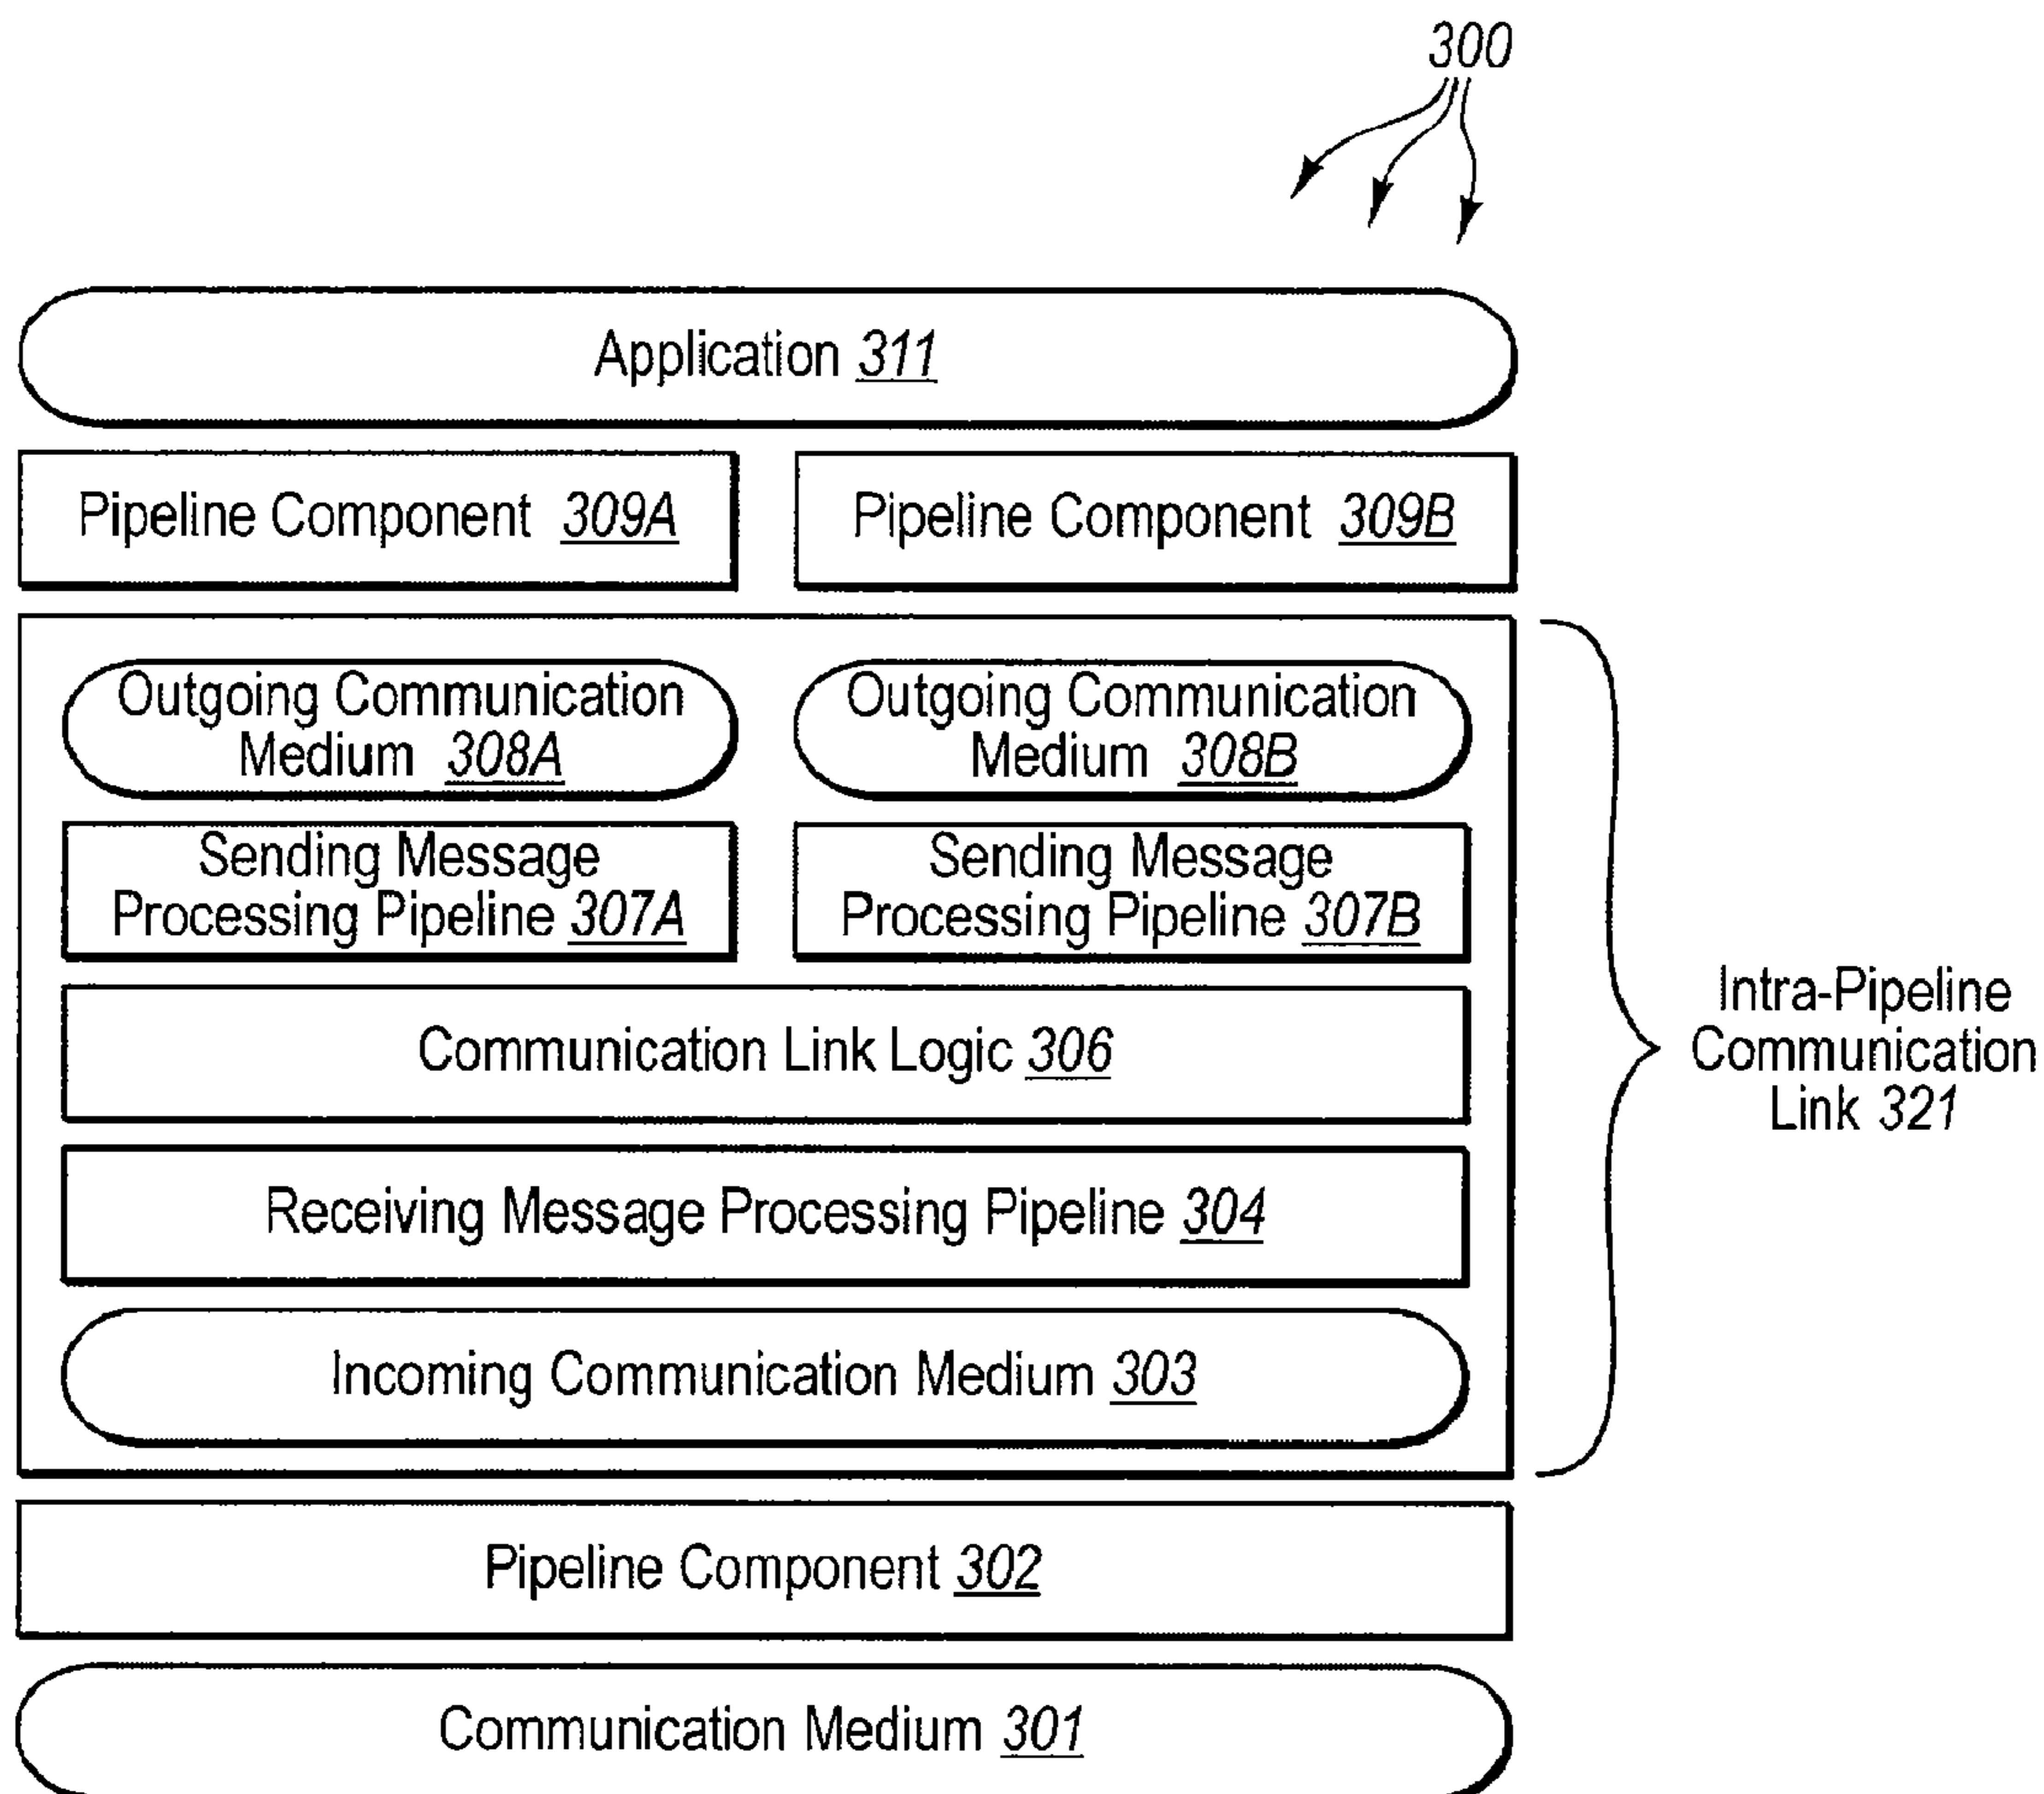 300
Application 311
Pipeline Component 309A
Pipeline Component 309B
Outgoing Communication
Medium 308A
Outgoing Communication
Medium 308B
Sending Message
Processing Pipeline 307A
Sending Message
Processing Pipeline 307B
Communication Link Logic 306
Receiving Message Processing Pipeline 304
Incoming Communication Medium 303
Intra-Pipeline
Communication
Link 321
Pipeline Component 302
Communication Medium 301